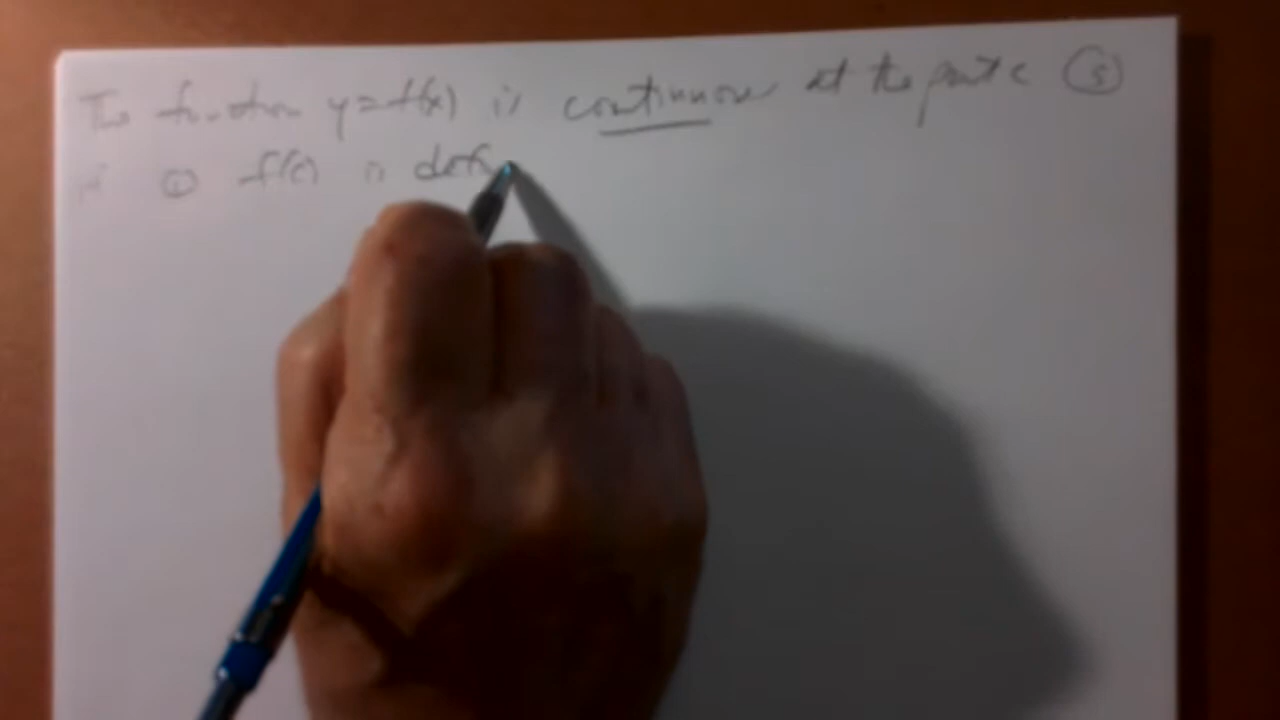 The function y=f(x) is continuous at the point c ⑤
if ① f(c) is def